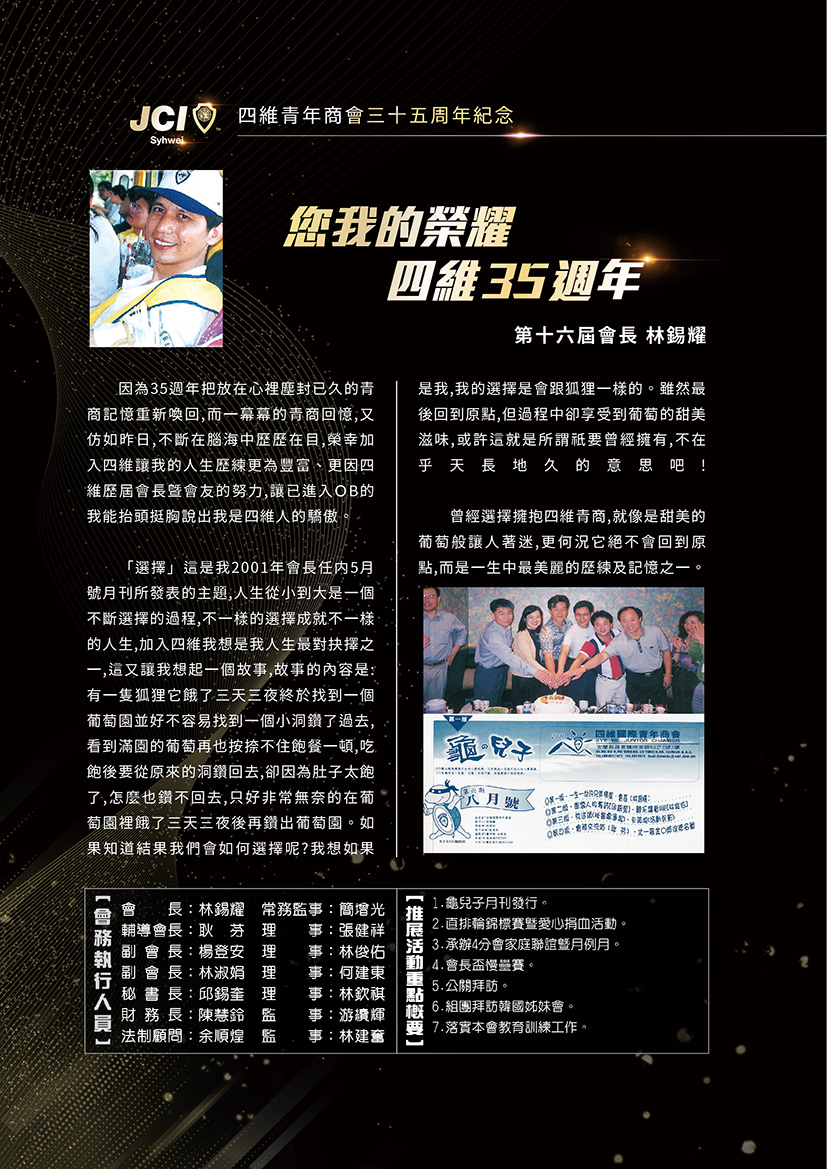 JCI
Syhwei
四維青年商會三十五周年紀念
您我的榮耀
四維35週年
第十六屆會長 林錫耀
因為35週年把放在心裡塵封已久的青
商記憶重新喚回,而一幕幕的青商回憶,又
仿如昨日,不斷在腦海中歷歷在目,榮幸加
入四維讓我的人生歷練更為豐富、更因四
維歷屆會長暨會友的努力,讓已進入OB的
我能抬頭挺胸說出我是四維人的驕傲。
「選擇」這是我2001年會長任內5月
號月刊所發表的主題,人生從小到大是一個
不斷選擇的過程,不一樣的選擇成就不一樣
的人生,加入四維我想是我人生最對抉擇之
一,這又讓我想起一個故事,故事的內容是:
有一隻狐狸它餓了三天三夜終於找到一個
葡萄園並好不容易找到一個小洞鑽了過去,
看到滿園的葡萄再也按捺不住飽餐一頓,吃
飽後要從原來的洞鑽回去,卻因為肚子太飽
了,怎麼也鑽不回去,只好非常無奈的在葡
萄園裡餓了三天三夜後再鑽出葡萄園。如
果知道結果我們會如何選擇呢?我想如果
是我,我的選擇是會跟狐狸一樣的。雖然最
後回到原點,但過程中卻享受到葡萄的甜美
滋味,或許這就是所謂祇要曾經擁有,不在
乎天長地久的意思吧!
曾經選擇擁抱四維青商,就像是甜美的
葡萄般讓人著迷,更何況它絕不會回到原
點,而是一生中最美麗的歷練及記憶之一。
第一版
龜の兒子
四維國際青年商會
八月號
【會務執行人員】
會長：林錫耀 常務監事：簡增光
輔導會長：耿芬 理事：張健祥
副會長：楊登安 理事：林俊佑
副會長：林淑娟 理事：何建東
秘書長：邱錫奎 理事：林欽祺
財務長：陳慧鈴 監事：游纘輝
法制顧問：余順煌 監事：林建奮
【推展活動重點概要】
1.龜兒子月刊發行。
2.直排輪錦標賽暨愛心捐血活動。
3.承辦4分會家庭聯誼暨月例月。
4.會長盃慢壘賽。
5.公關拜訪。
6.組團拜訪韓國姊妹會。
7.落實本會教育訓練工作。